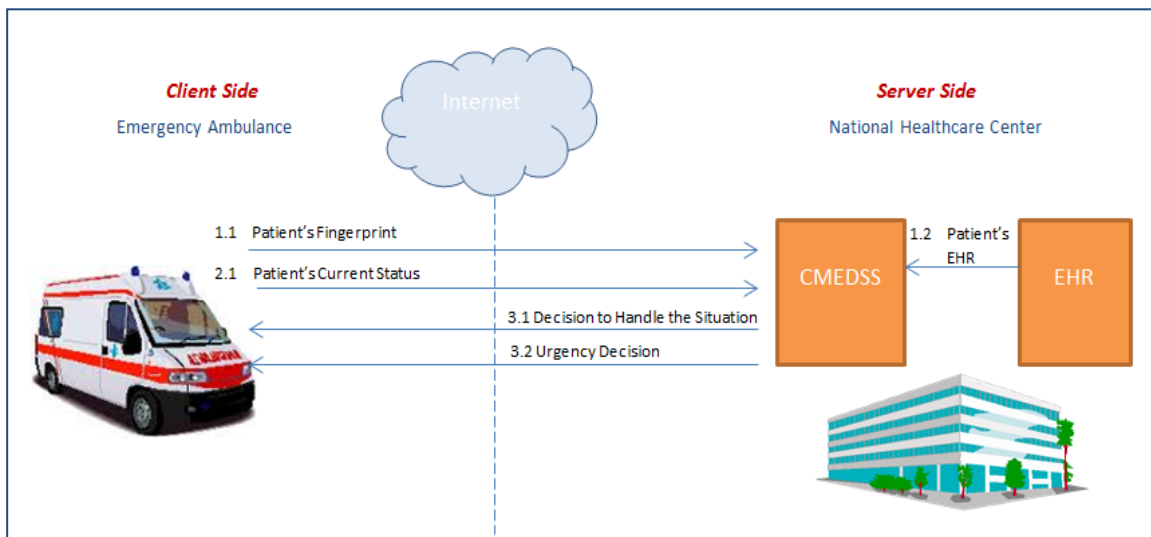 Internet
Client Side
Server Side
Emergency Ambulance
National Healthcare Center
1.1 Patient's Fingerprint
1.2 Patient's
EHR
2.1 Patient's Current Status
CMEDSS
EHR
3.1 Decision to Handle the Situation
3.2 Urgency Decision